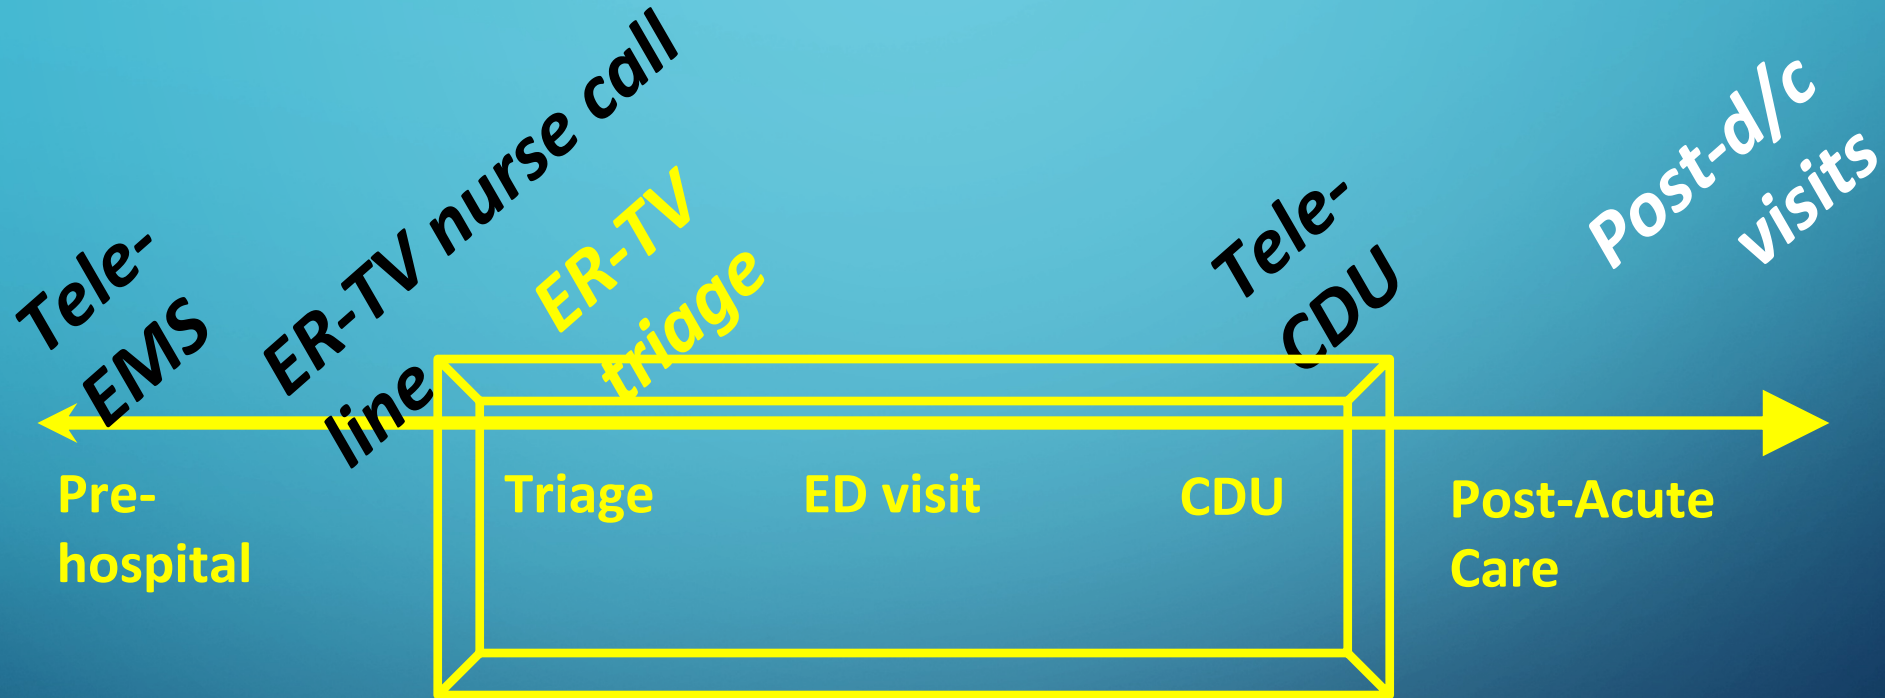 Tele-
EMS
ER-TV nurse call
line
ER-TV
triage
Tele-
CDU
Post-d/c
visits
Pre-
hospital
Triage
ED visit
CDU
Post-Acute
Care